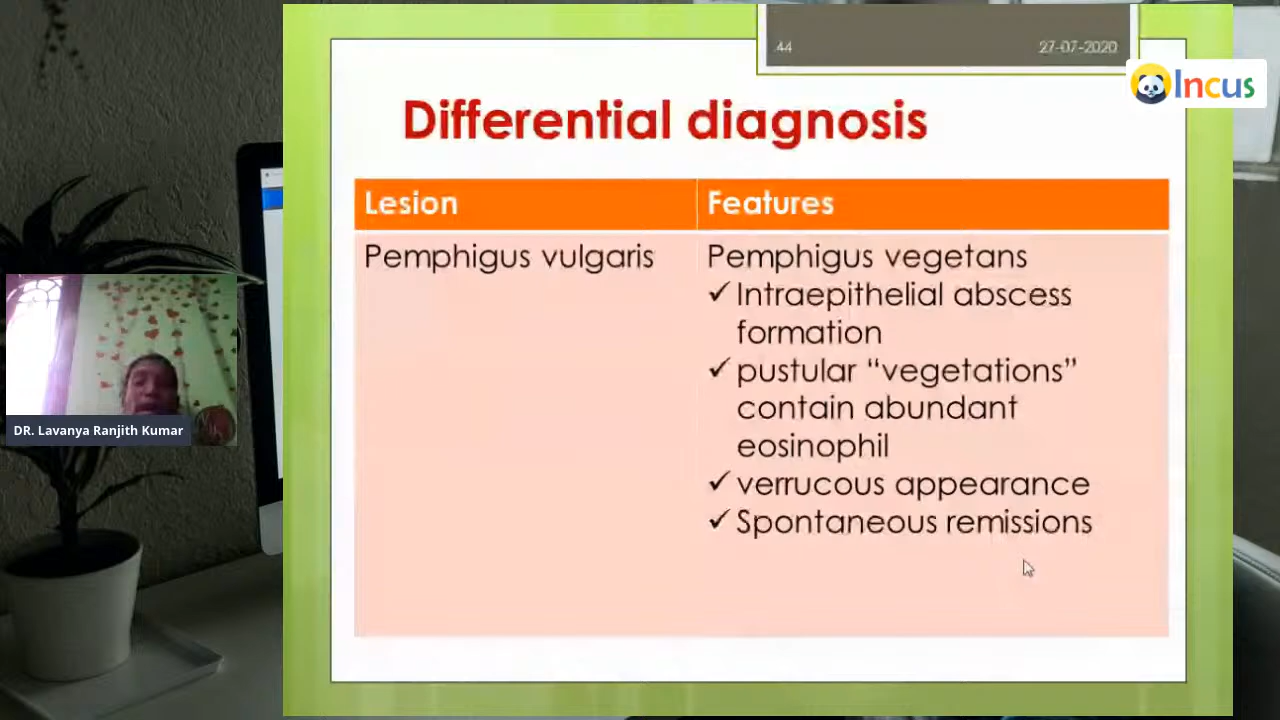 44
27-07-2020
Incus
Differential diagnosis
Lesion
Features
Pemphigus vulgaris
Pemphigus vegetans
✓ Intraepithelial abscess
formation
✓ pustular “vegetations”
contain abundant
eosinophil
✓ verrucous appearance
✓ Spontaneous remissions
DR. Lavanya Ranjith Kumar